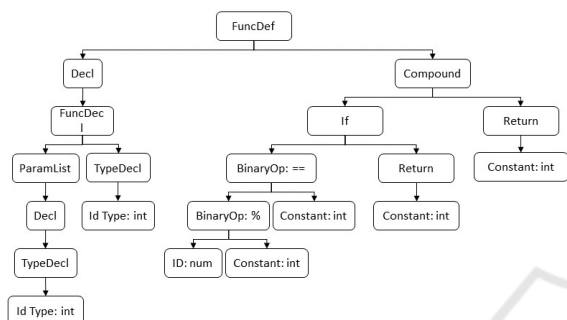 FuncDef
Decl
Compound
FuncDec
l
If
Return
ParamList
TypeDecl
BinaryOp: ==
Return
Constant: int
Decl
Id Type: int
BinaryOp: %
Constant: int
Constant: int
TypeDecl
ID: num
Constant: int
Id Type: int